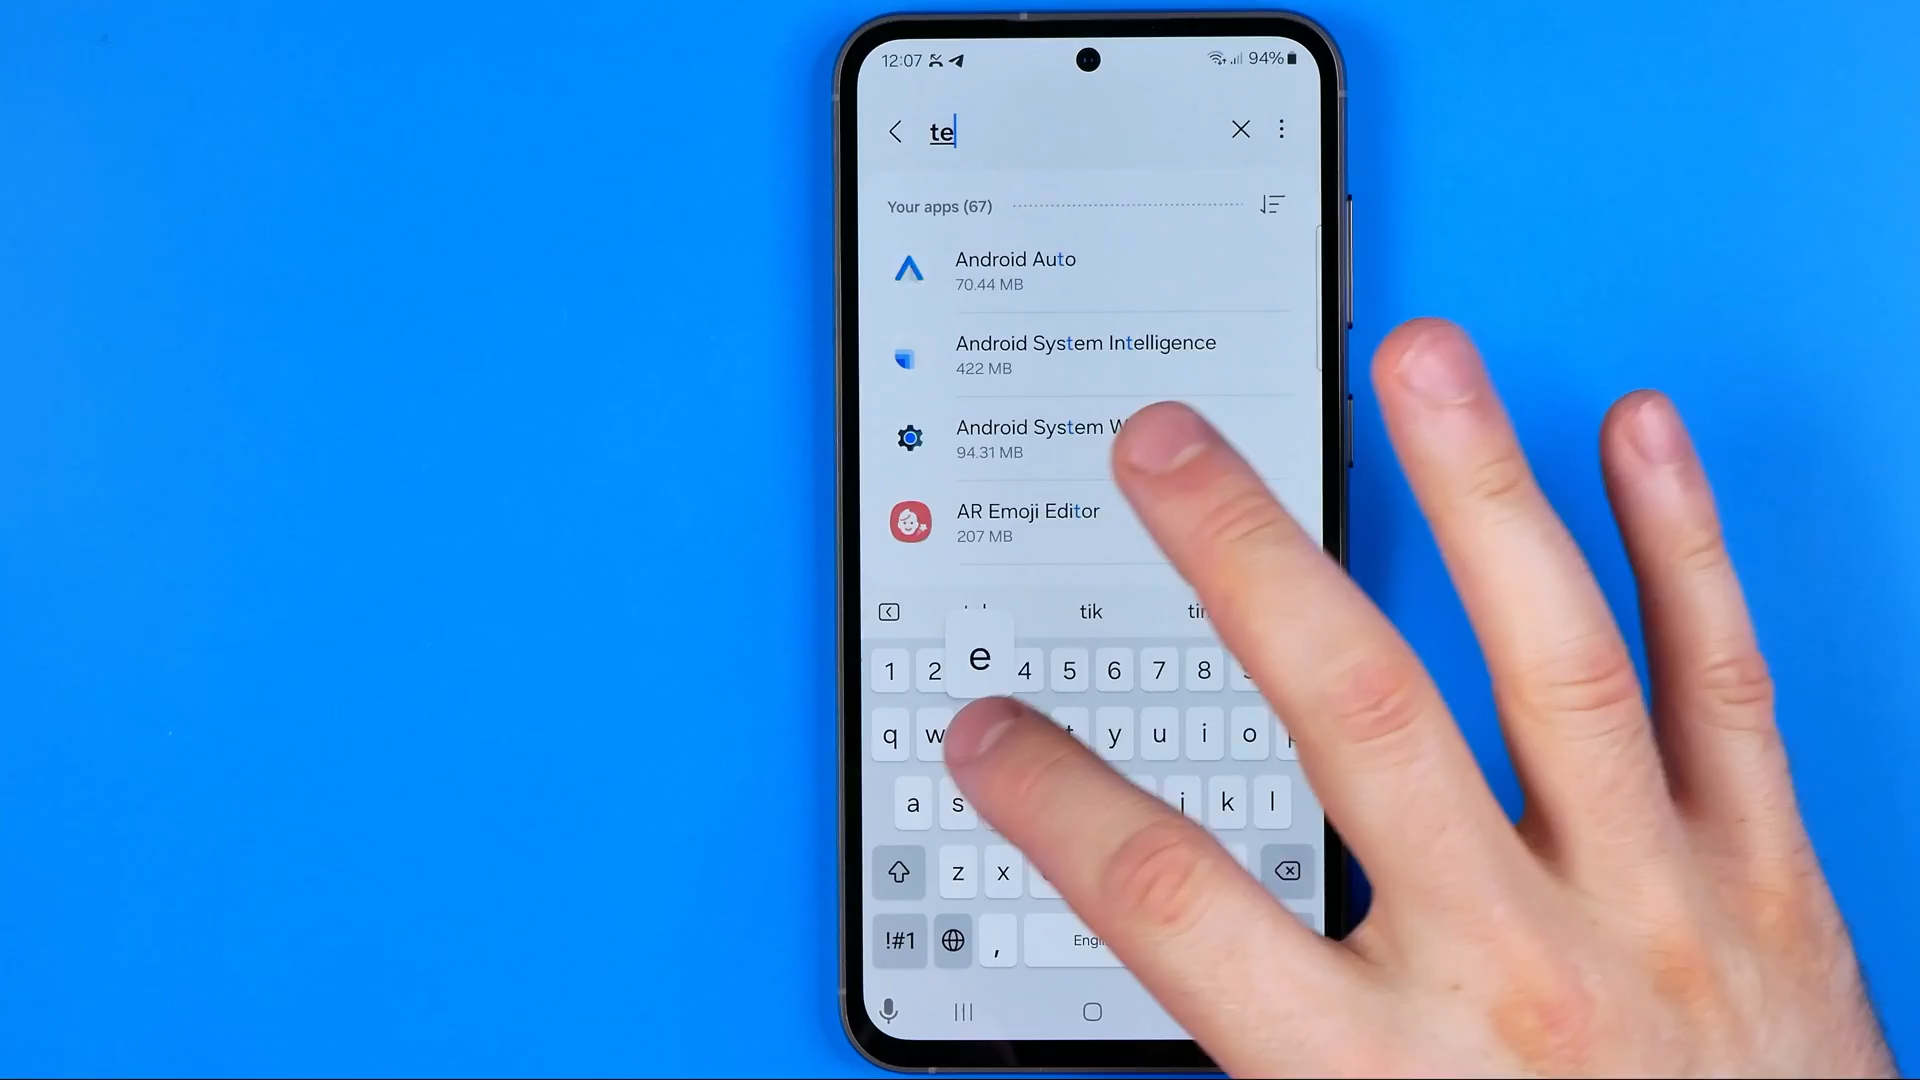 12:07 94%
te
Your apps (67)
Android Auto
70.44 MB
Android System Intelligence
422 MB
Android System W
94.31 MB
AR Emoji Editor
207 MB
tik
e
1 2 4 5 6 7 8
q w t y u i o p
a s j k l
z x
!#1 , Engli